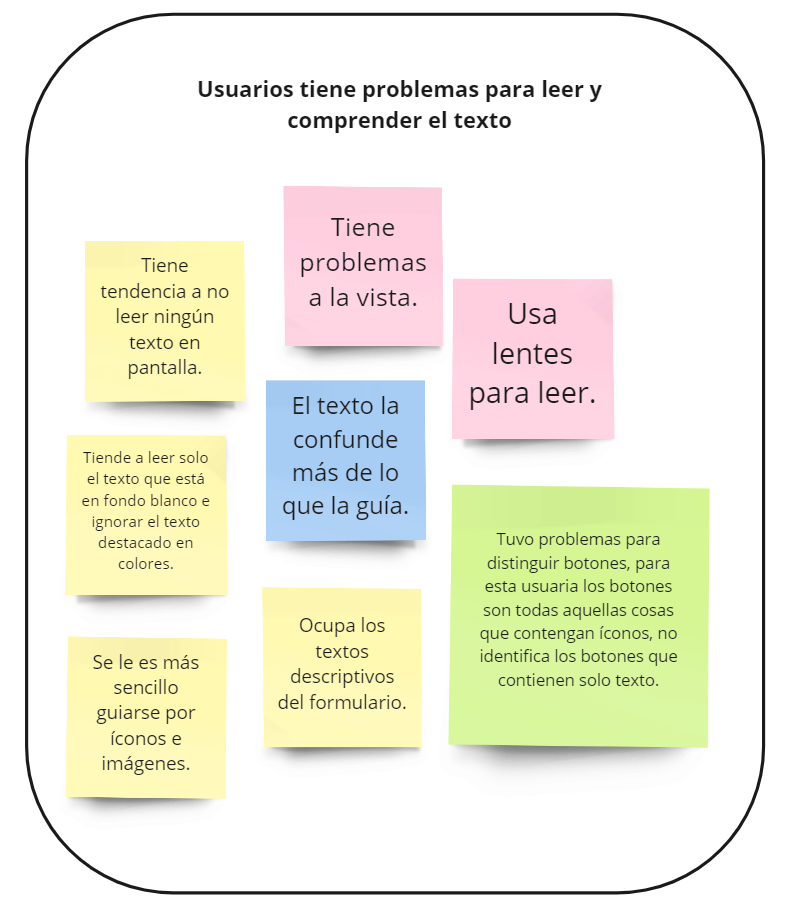 Usuarios tiene problemas para leer y
comprender el texto
Tiene
problemas
a la vista.
Tiene
tendencia a no
leer ningún
texto en
pantalla.
Usa
lentes
para leer.
El texto la
confunde
más de lo
que la guía.
Tiende a leer solo
el texto que está
en fondo blanco e
ignorar el texto
destacado en
colores.
Tuvo problemas para
distinguir botones, para
esta usuaria los botones
son todas aquellas cosas
que contengan íconos, no
identifica los botones que
contienen solo texto.
Ocupa los
textos
descriptivos
del formulario.
Se le es más
sencillo
guiarse por
íconos e
imágenes.